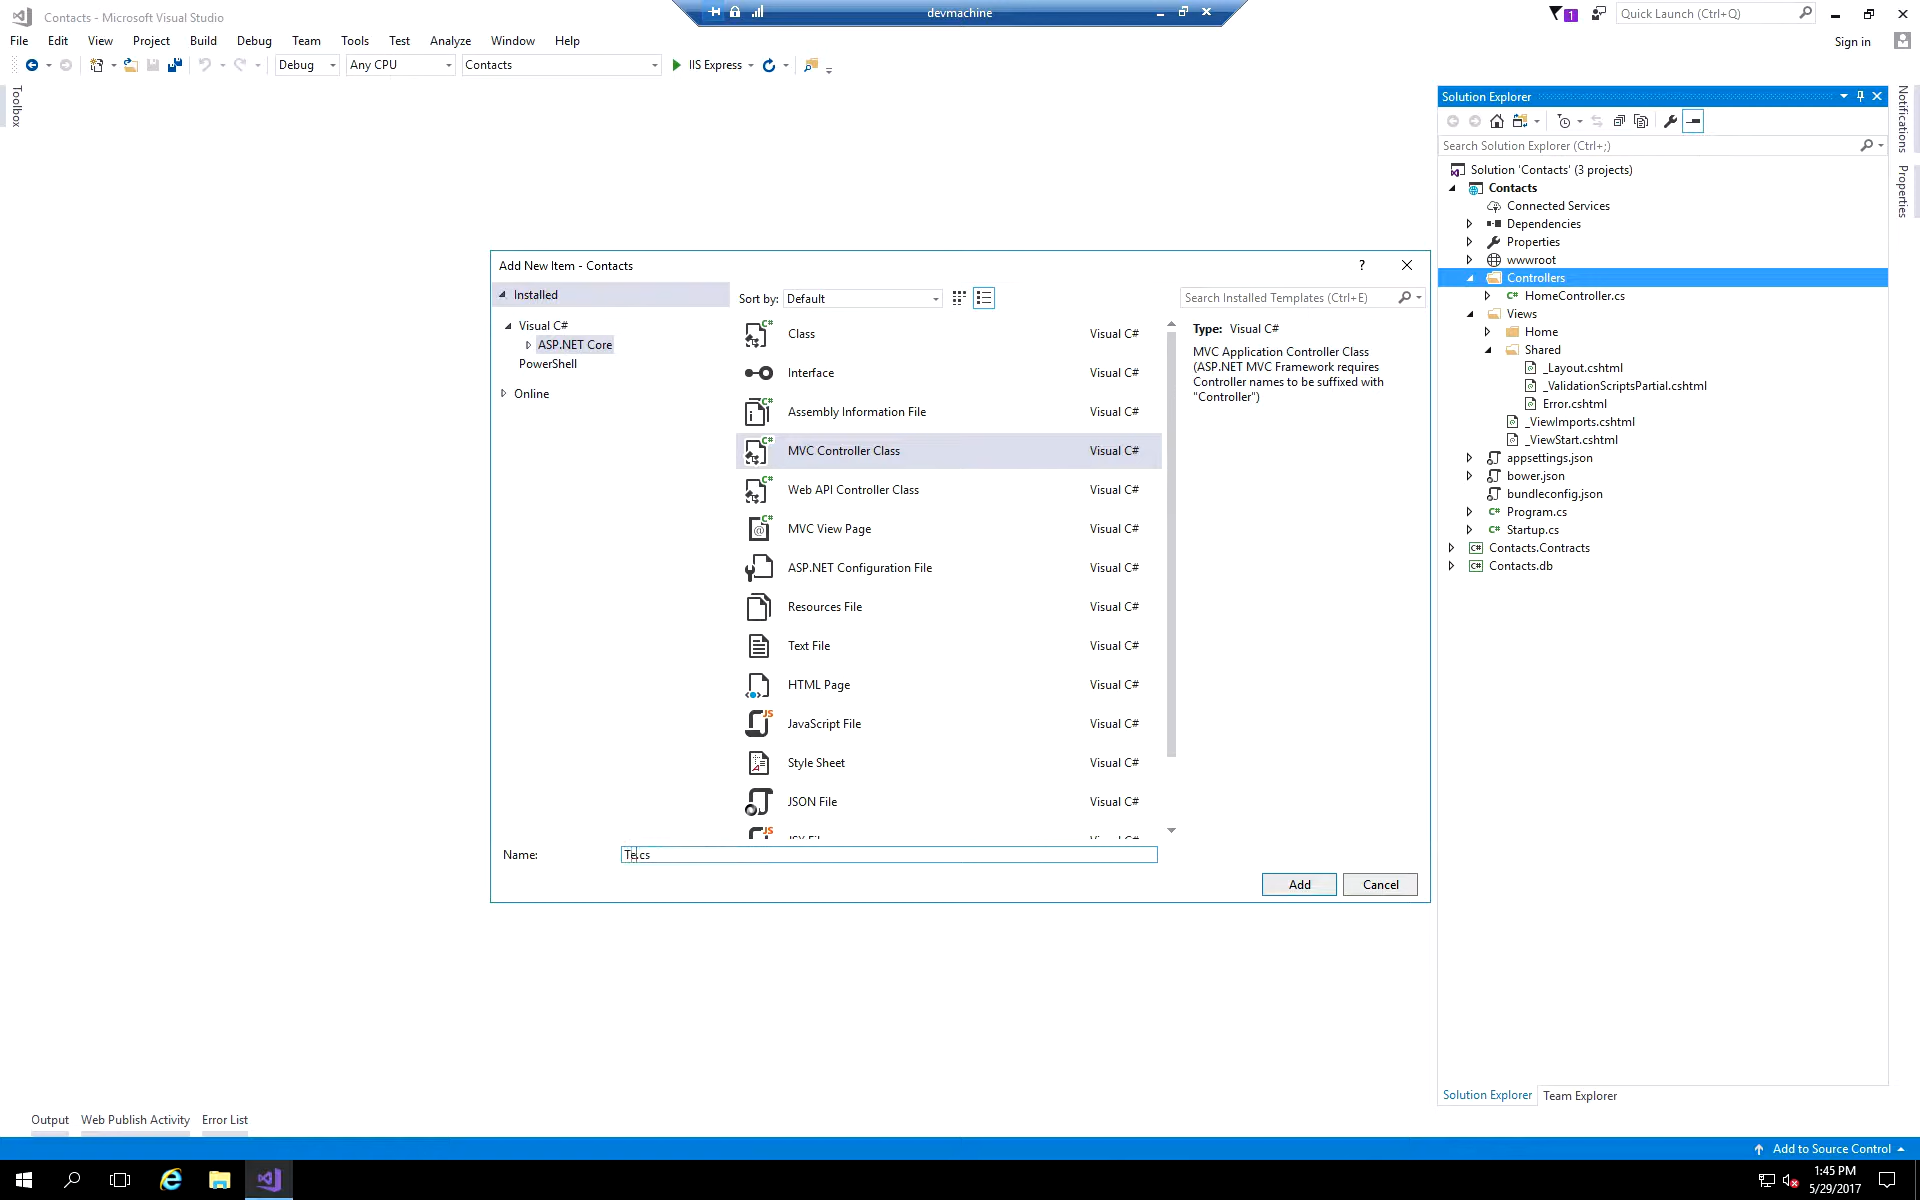 Contacts - Microsoft Visual Studio
devmachine
1
Quick Launch (Ctrl+Q)
File Edit View Project Build Debug Team Tools Test Analyze Window Help
Sign in
Debug Any CPU Contacts IIS Express
Toolbox
Solution Explorer
Notifications
Properties
Search Solution Explorer (Ctrl+;)
Solution 'Contacts' (3 projects)
Contacts
Connected Services
Dependencies
Properties
wwwroot
Controllers
C# HomeController.cs
Views
Home
Shared
_Layout.cshtml
_ValidationScriptsPartial.cshtml
Error.cshtml
_ViewImports.cshtml
_ViewStart.cshtml
appsettings.json
bower.json
bundleconfig.json
C# Program.cs
C# Startup.cs
C# Contacts.Contracts
C# Contacts.db
Add New Item - Contacts
?
Installed
Visual C#
ASP.NET Core
PowerShell
Online
Sort by: Default
Search Installed Templates (Ctrl+E)
Class Visual C#
Interface Visual C#
Assembly Information File Visual C#
MVC Controller Class Visual C#
Web API Controller Class Visual C#
MVC View Page Visual C#
ASP.NET Configuration File Visual C#
Resources File Visual C#
Text File Visual C#
HTML Page Visual C#
JavaScript File Visual C#
Style Sheet Visual C#
JSON File Visual C#
Type: Visual C#
MVC Application Controller Class
(ASP.NET MVC Framework requires
Controller names to be suffixed with
"Controller")
Name: Te.cs
Add Cancel
Solution Explorer Team Explorer
Output Web Publish Activity Error List
Add to Source Control
1:45 PM
5/29/2017